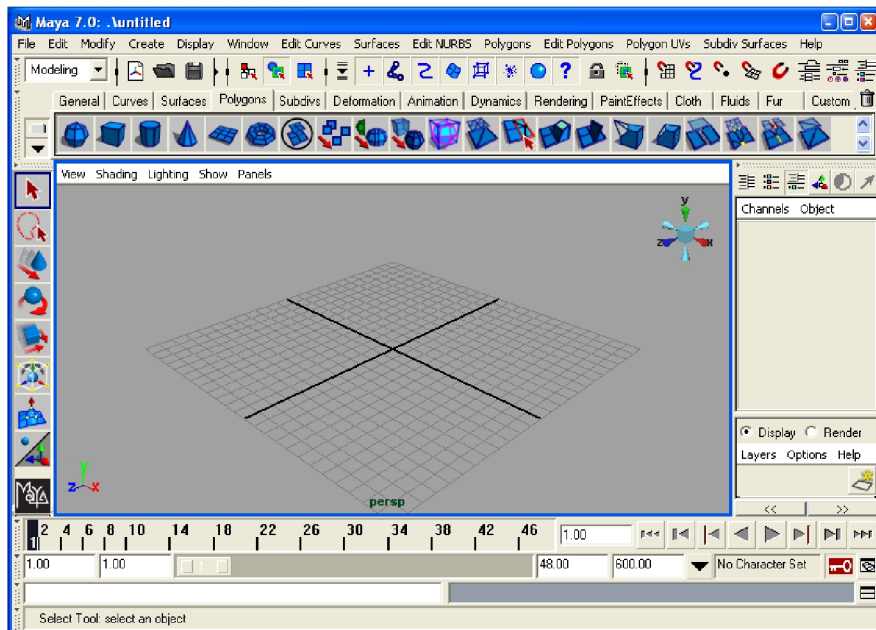 Maya 7.0: .\untitled
File Edit Modify Create Display Window Edit Curves Surfaces Edit NURBS Polygons Edit Polygons Polygon UVs Subdiv Surfaces Help
Modeling
General Curves Surfaces Polygons Subdivs Deformation Animation Dynamics Rendering PaintEffects Cloth Fluids Fur Custom
View Shading Lighting Show Panels
Channels Object
y
z x
y
z x
persp
Display Render
Layers Options Help
MAYA
<< >>
1 2 4 6 8 10 14 18 22 26 30 34 38 42 46 1.00
1.00 1.00 1 48.00 600.00 No Character Set
Select Tool: select an object